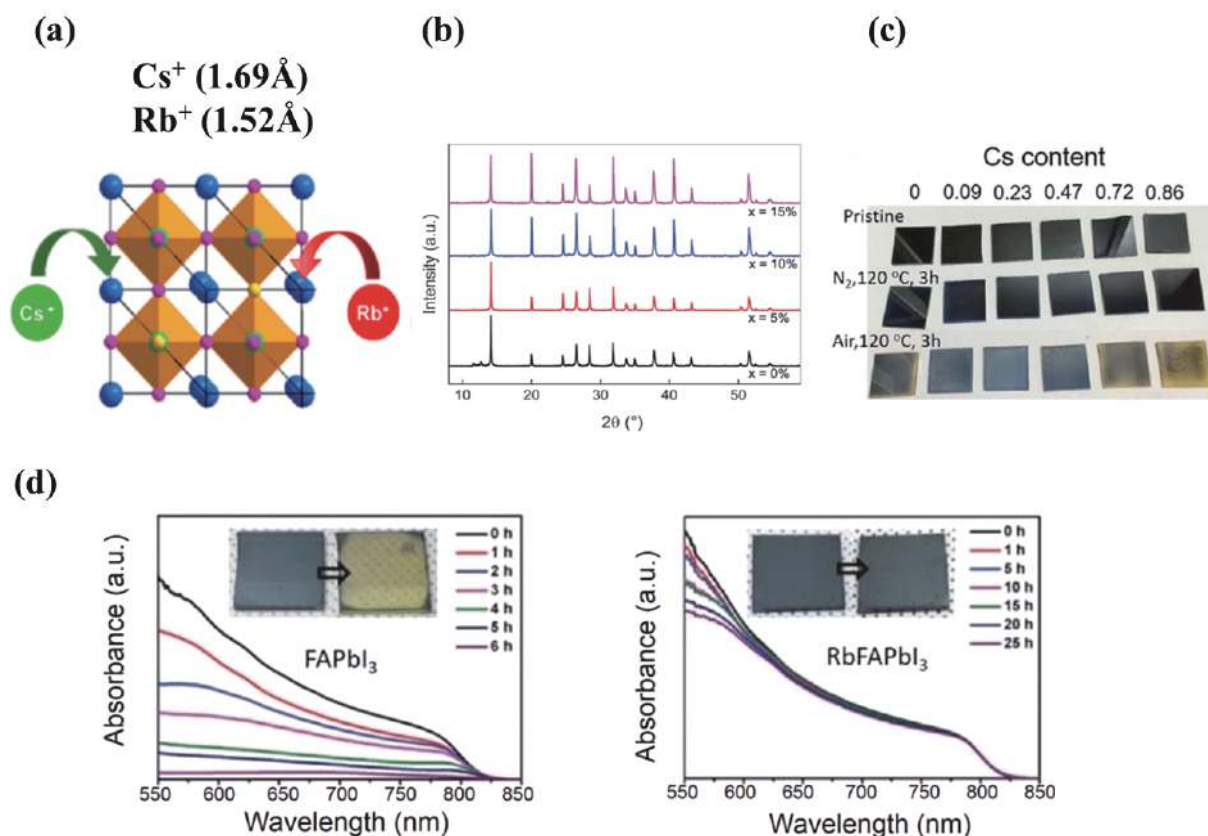 (a)
Cs⁺ (1.69Å)
Rb⁺ (1.52Å)
Cs⁺
Rb⁺
(b)
Intensity (a.u.)
x = 15%
x = 10%
x = 5%
x = 0%
10 20 30 40 50
2θ (°)
(c)
Cs content
0 0.09 0.23 0.47 0.72 0.86
Pristine
N₂,120 °C, 3h
Air,120 °C, 3h
(d)
Absorbance (a.u.)
0 h
1 h
2 h
3 h
4 h
5 h
6 h
FAPbI₃
550 600 650 700 750 800 850
Wavelength (nm)
Absorbance (a.u.)
0 h
1 h
5 h
10 h
15 h
20 h
25 h
RbFAPbI₃
550 600 650 700 750 800 850
Wavelength (nm)